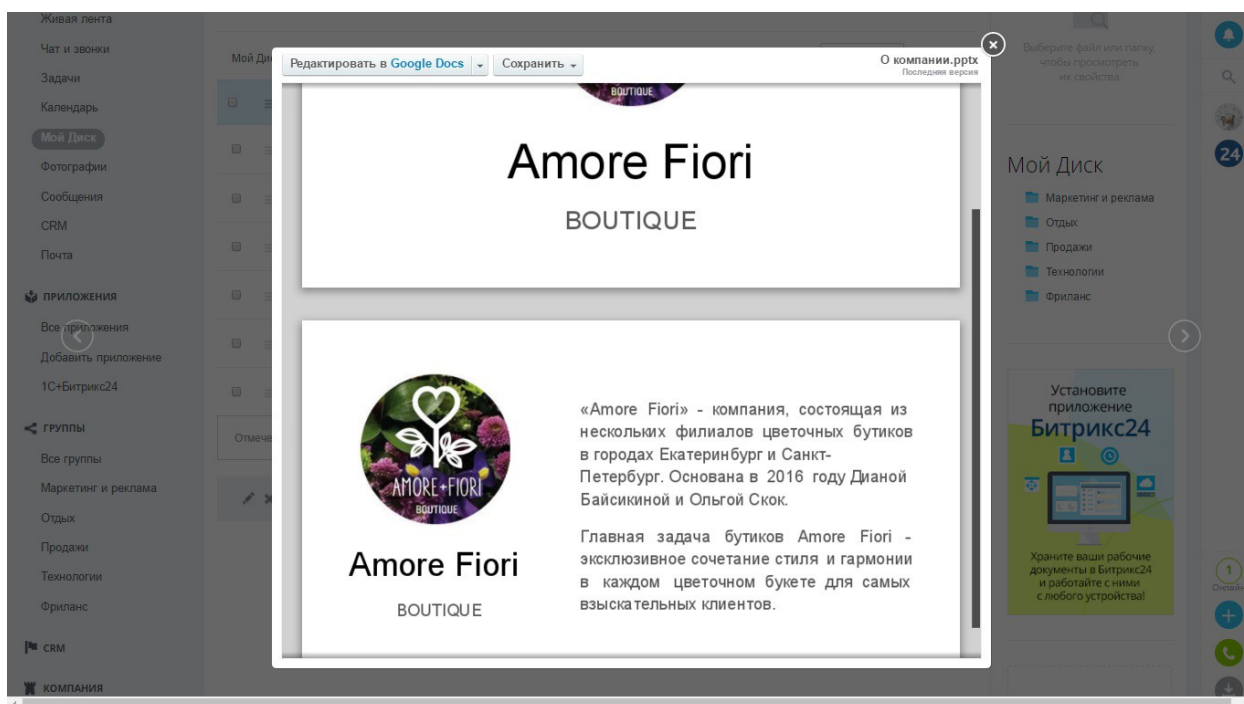 Живая лента
Чат и звонки
Задачи
Календарь
Мой Диск
Фотографии
Сообщения
CRM
Почта
ПРИЛОЖЕНИЯ
Все приложения
Добавить приложение
1С+Битрикс24
ГРУППЫ
Все группы
Маркетинг и реклама
Отдых
Продажи
Технологии
Фриланс
CRM
КОМПАНИЯ
Мой Ди
Отмече
Редактировать в Google Docs
Сохранить
О компании.pptx
Последняя версия
BOUTIQUE
Amore Fiori
BOUTIQUE
AMORE+FIORI
BOUTIQUE
Amore Fiori
BOUTIQUE
«Amore Fiori» - компания, состоящая из
нескольких филиалов цветочных бутиков
в городах Екатеринбург и Санкт-
Петербург. Основана в 2016 году Дианой
Байсикиной и Ольгой Скок.
Главная задача бутиков Amore Fiori -
эксклюзивное сочетание стиля и гармонии
в каждом цветочном букете для самых
взыскательных клиентов.
Выберите файл или папку,
чтобы просмотреть
их свойства.
Мой Диск
Маркетинг и реклама
Отдых
Продажи
Технологии
Фриланс
Установите
приложение
Битрикс24
Храните ваши рабочие
документы в Битрикс24
и работайте с ними
с любого устройства!
24
1
Онлайн